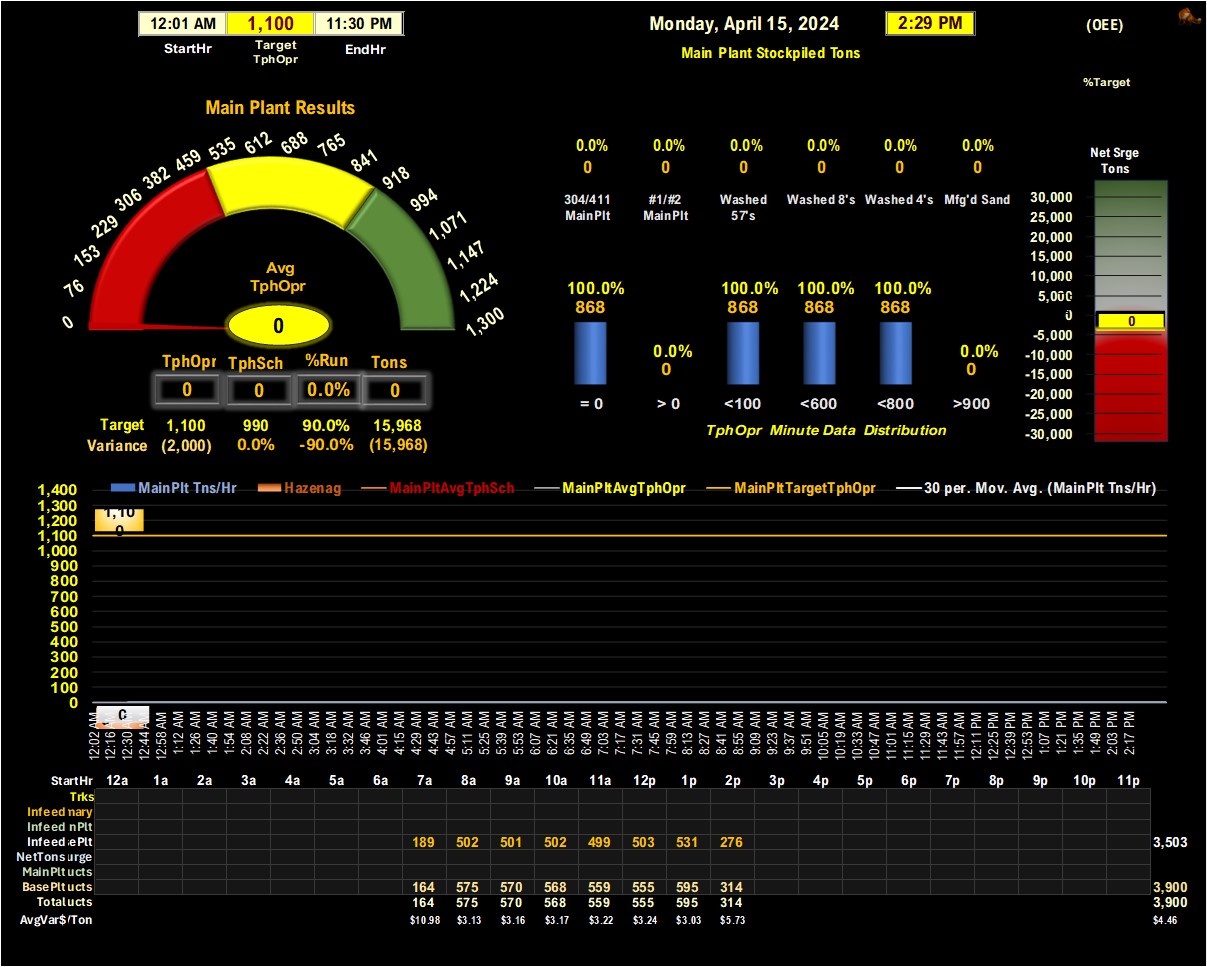 12:01 AM 1,100 11:30 PM Monday, April 15, 2024 2:29 PM (OEE)
StartHr Target TphOpr EndHr
Main Plant Stockpiled Tons
%Target
Main Plant Results
0 76 153 229 306 382 459 535 612 688 765 841 918 994 1,071 1,147 1,224 1,300
Avg
TphOpr
0
TphOpr TphSch %Run Tons
0 0 0.0% 0
Target 1,100 990 90.0% 15,968
Variance (2,000) 0.0% -90.0% (15,968)
0.0% 0.0% 0.0% 0.0% 0.0% 0.0%
0 0 0 0 0 0
304/411 MainPlt #1/#2 MainPlt Washed 57's Washed 8's Washed 4's Mfg'd Sand
100.0% 100.0% 100.0% 100.0%
868 868 868 868
0.0% 0.0%
0 0
= 0 > 0 <100 <600 <800 >900
TphOpr Minute Data Distribution
Net Srge
Tons
30,000
25,000
20,000
15,000
10,000
5,000
0 0
-5,000
-10,000
-15,000
-20,000
-25,000
-30,000
MainPlt Tns/Hr Hazenag MainPltAvgTphSch MainPltAvgTphOpr MainPltTargetTphOpr 30 per. Mov. Avg. (MainPlt Tns/Hr)
1,400
1,300
1,200
1,100
1,000
900
800
700
600
500
400
300
200
100
0
1,10
0
0
12:02 AM 12:16 AM 12:30 AM 12:44 AM 12:58 AM 1:12 AM 1:26 AM 1:40 AM 1:54 AM 2:08 AM 2:22 AM 2:36 AM 2:50 AM 3:04 AM 3:18 AM 3:32 AM 3:46 AM 4:01 AM 4:15 AM 4:29 AM 4:43 AM 4:57 AM 5:11 AM 5:25 AM 5:39 AM 5:53 AM 6:07 AM 6:21 AM 6:35 AM 6:49 AM 7:03 AM 7:17 AM 7:31 AM 7:45 AM 7:59 AM 8:13 AM 8:27 AM 8:41 AM 8:55 AM 9:09 AM 9:23 AM 9:37 AM 9:51 AM 10:05 AM 10:19 AM 10:33 AM 10:47 AM 11:01 AM 11:15 AM 11:29 AM 11:43 AM 11:57 AM 12:11 PM 12:25 PM 12:39 PM 12:53 PM 1:07 PM 1:21 PM 1:35 PM 1:49 PM 2:03 PM 2:17 PM
StartHr 12a 1a 2a 3a 4a 5a 6a 7a 8a 9a 10a 11a 12p 1p 2p 3p 4p 5p 6p 7p 8p 9p 10p 11p
Trks
Infeed mary
Infeed nPlt
Infeed ePlt 189 502 501 502 499 503 531 276 3,503
NetTons urge
MainPlt ucts
BasePlt ucts 164 575 570 568 559 555 595 314 3,900
Total ucts 164 575 570 568 559 555 595 314 3,900
AvgVar$/Ton $10.98 $3.13 $3.16 $3.17 $3.22 $3.24 $3.03 $5.73 $4.46